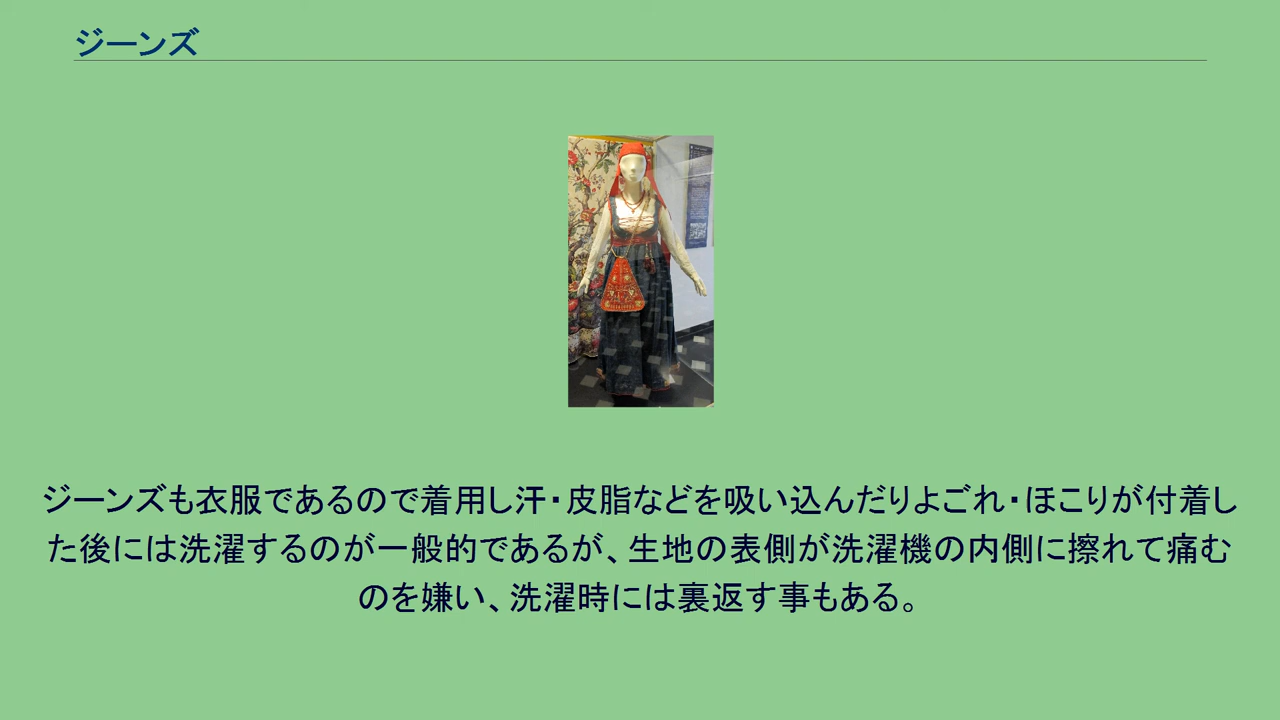 ジーンズ
ジーンズも衣服であるので着用し汗・皮脂などを吸い込んだりよごれ・ほこりが付着し
た後には洗濯するのが一般的であるが、生地の表側が洗濯機の内側に擦れて痛む
のを嫌い、洗濯時には裏返す事もある。